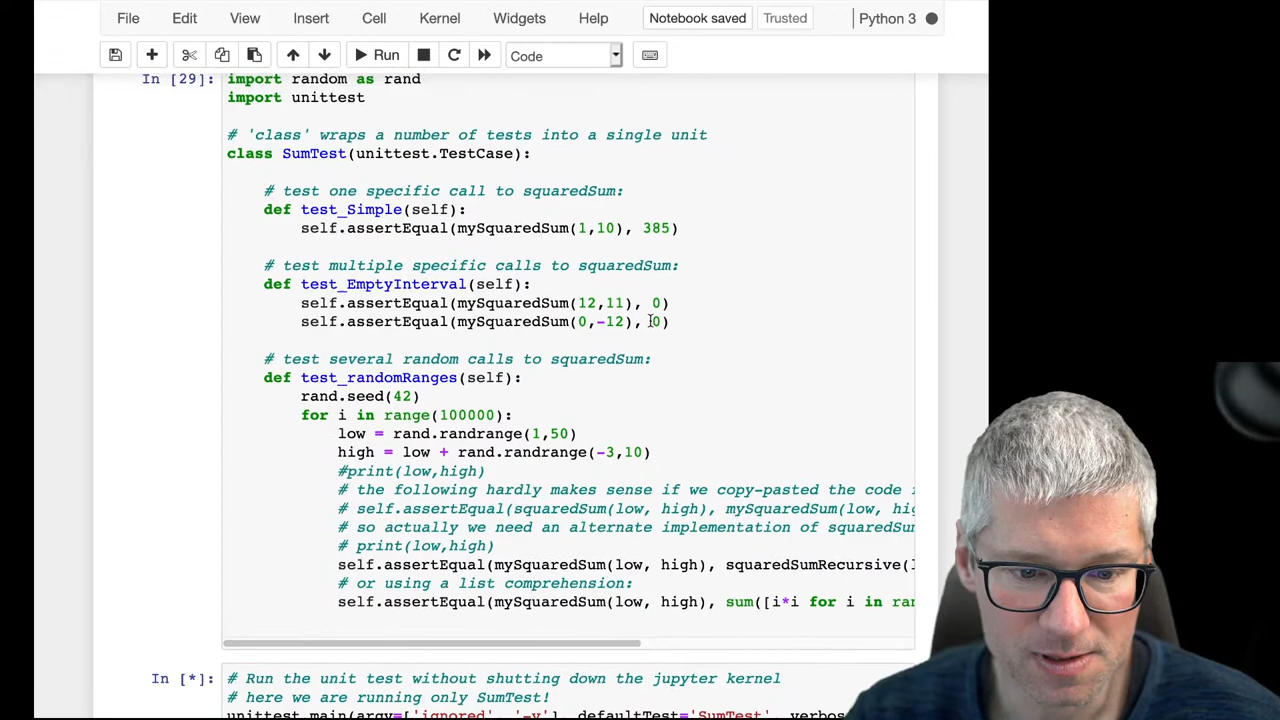 File Edit View Insert Cell Kernel Widgets Help Notebook saved Trusted Python 3
Run Code
In [29]: import random as rand
import unittest
# 'class' wraps a number of tests into a single unit
class SumTest(unittest.TestCase):
# test one specific call to squaredSum:
def test_Simple(self):
self.assertEqual(mySquaredSum(1,10), 385)
# test multiple specific calls to squaredSum:
def test_EmptyInterval(self):
self.assertEqual(mySquaredSum(12,11), 0)
self.assertEqual(mySquaredSum(0,-12), 0)
# test several random calls to squaredSum:
def test_randomRanges(self):
rand.seed(42)
for i in range(100000):
low = rand.randrange(1,50)
high = low + rand.randrange(-3,10)
#print(low,high)
# the following hardly makes sense if we copy-pasted the code
# self.assertEqual(squaredSum(low, high), mySquaredSum(low,
# so actually we need an alternate implementation of
# print(low,high)
self.assertEqual(mySquaredSum(low, high), squaredSumRecursive(
# or using a list comprehension:
self.assertEqual(mySquaredSum(low, high), sum([i*i for i in
In [*]: # Run the unit test without shutting down the jupyter kernel
# here we are running only SumTest!
unittest.main(argv=['ignored', '-v'], defaultTest='SumTest',